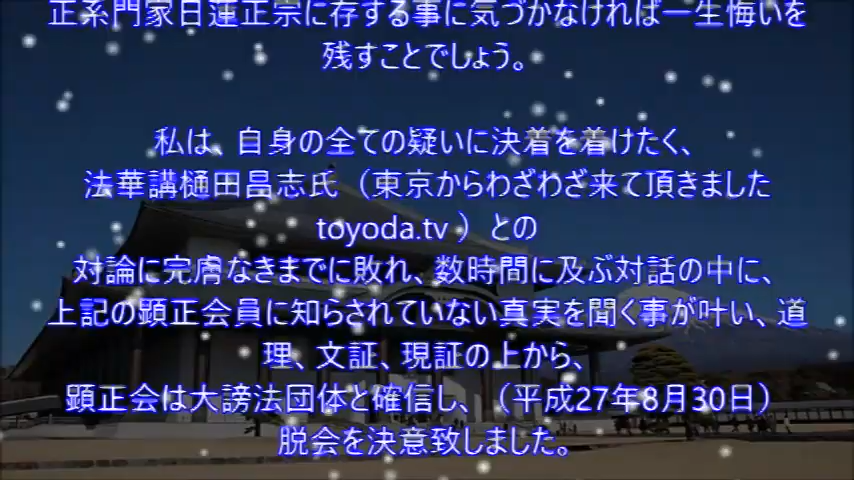 正系門家日蓮正宗に存する事に気づかなければ一生悔いを
残すことでしょう。
私は、自身の全ての疑いに決着を着けたく、
法華講樋田昌志氏（東京からわざわざ来て頂きました
toyoda.tv ）との
対論に完膚なきまでに敗れ、数時間に及ぶ対話の中に、
上記の顕正会員に知らされていない真実を聞く事が叶い、道
理、文証、現証の上から、
顕正会は大謗法団体と確信し、（平成27年8月30日）
脱会を決意致しました。